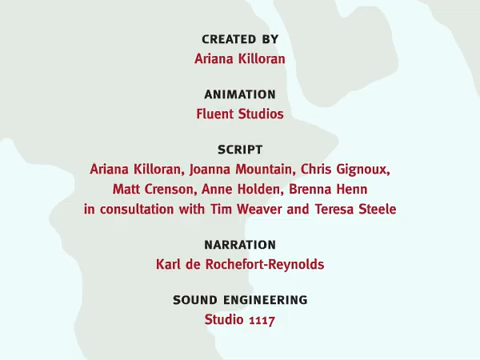 CREATED BY
Ariana Killoran
ANIMATION
Fluent Studios
SCRIPT
Ariana Killoran, Joanna Mountain, Chris Gignoux,
Matt Crenson, Anne Holden, Brenna Henn
in consultation with Tim Weaver and Teresa Steele
NARRATION
Karl de Rochefort-Reynolds
SOUND ENGINEERING
Studio 1117